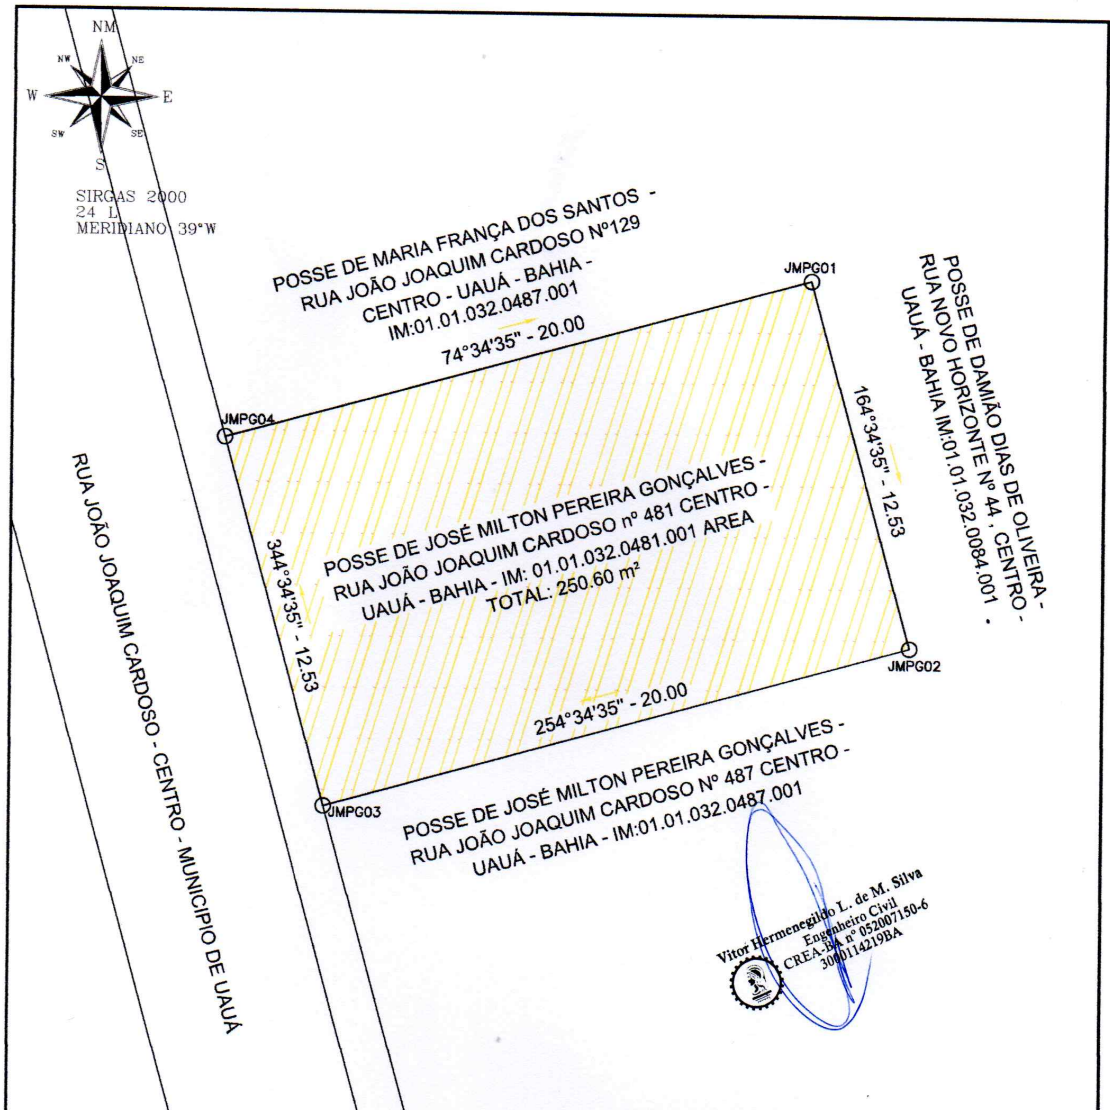 NM
NW
NE
W
E
SW
SE
S
SIRGAS 2000
24 L
MERIDIANO 39°W
POSSE DE MARIA FRANÇA DOS SANTOS -
RUA JOÃO JOAQUIM CARDOSO Nº129
CENTRO - UAUÁ - BAHIA -
IM:01.01.032.0487.001
74°34'35" - 20.00
JMPG01
POSSE DE DAMIÃO DIAS DE OLIVEIRA -
RUA NOVO HORIZONTE Nº 44 , CENTRO -
UAUÁ - BAHIA IM:01.01.032.0084.001
164°34'35" - 12.53
JMPG04
POSSE DE JOSÉ MILTON PEREIRA GONÇALVES -
RUA JOÃO JOAQUIM CARDOSO nº 481 CENTRO -
UAUÁ - BAHIA - IM: 01.01.032.0481.001 AREA
TOTAL: 250.60 m²
344°34'35" - 12.53
RUA JOÃO JOAQUIM CARDOSO - CENTRO - MUNICIPIO DE UAUÁ
JMPG02
254°34'35" - 20.00
JMPG03
POSSE DE JOSÉ MILTON PEREIRA GONÇALVES -
RUA JOÃO JOAQUIM CARDOSO Nº 487 CENTRO -
UAUÁ - BAHIA - IM:01.01.032.0487.001
Vitor Hermenegildo L. de M. Silva
Engenheiro Civil
CREA-BA nº 052007150-6
3000114219BA